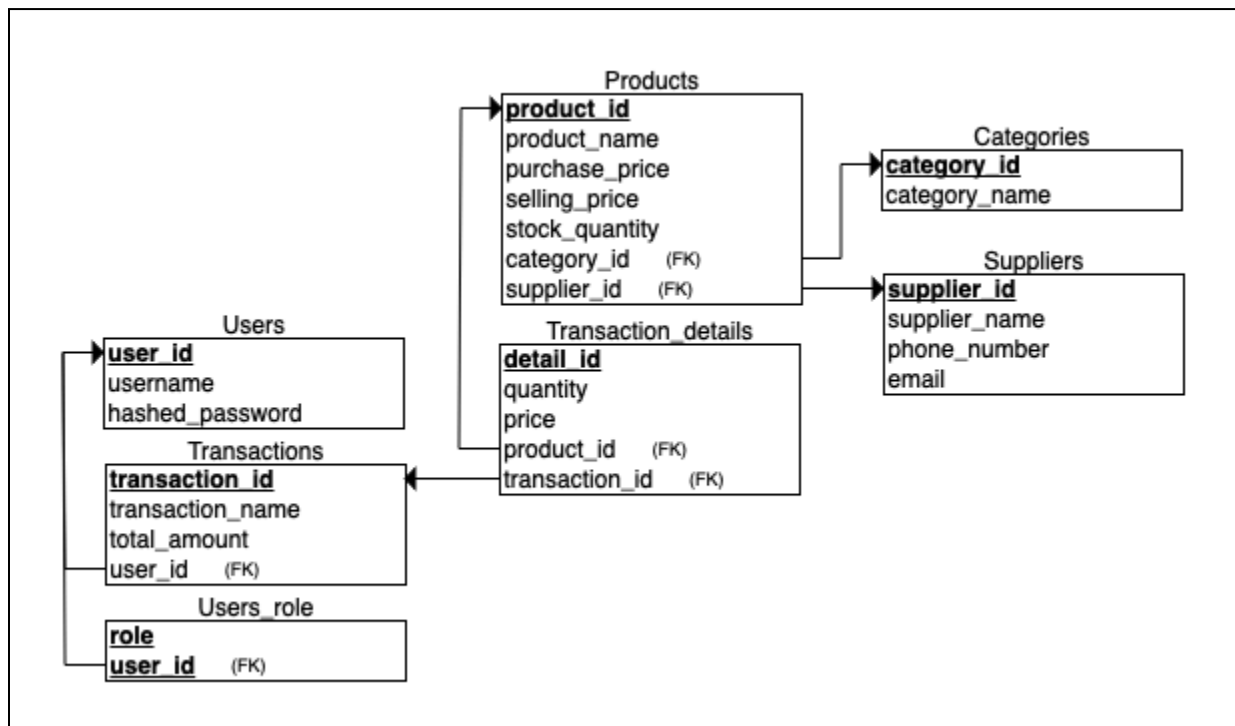 Products
product_id
product_name
purchase_price
selling_price
stock_quantity
category_id (FK)
supplier_id (FK)
Categories
category_id
category_name
Suppliers
supplier_id
supplier_name
phone_number
email
Users
user_id
username
hashed_password
Transaction_details
detail_id
quantity
price
product_id (FK)
transaction_id (FK)
Transactions
transaction_id
transaction_name
total_amount
user_id (FK)
Users_role
role
user_id (FK)